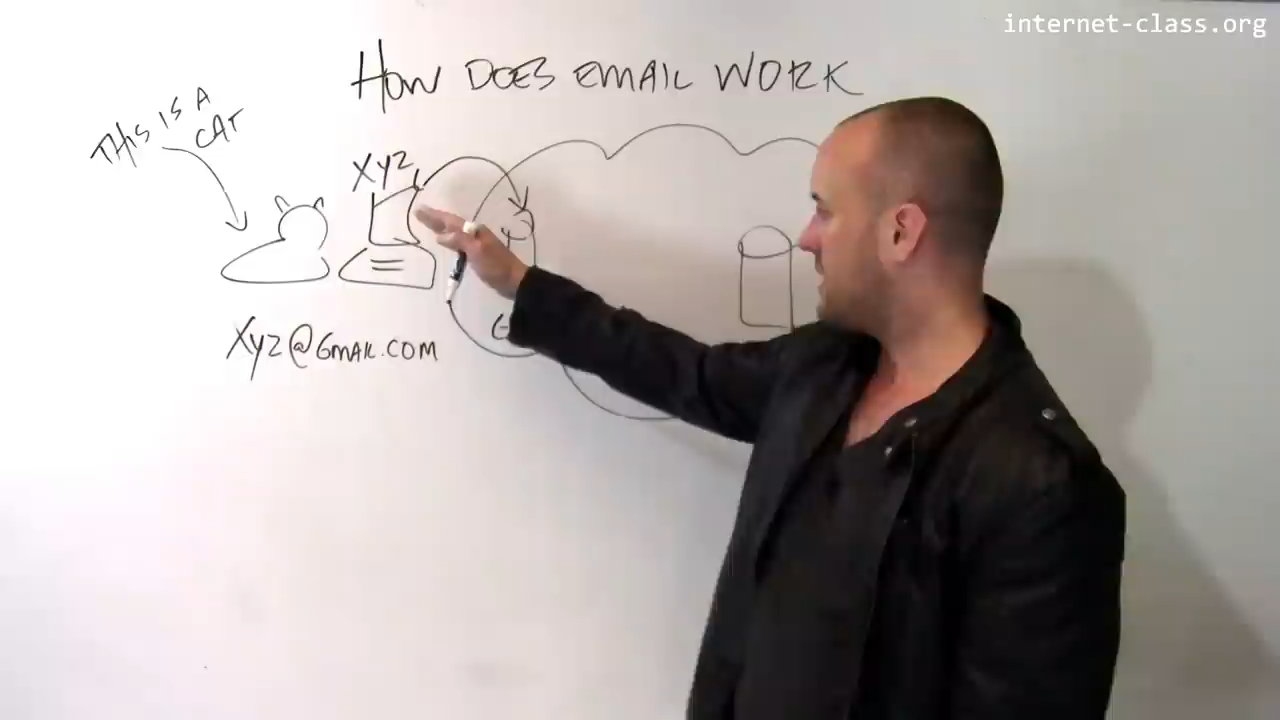 internet-class.org
HOW DOES EMAIL WORK
THIS IS A
CAT
XYZ
G
XYZ@GMAIL.COM